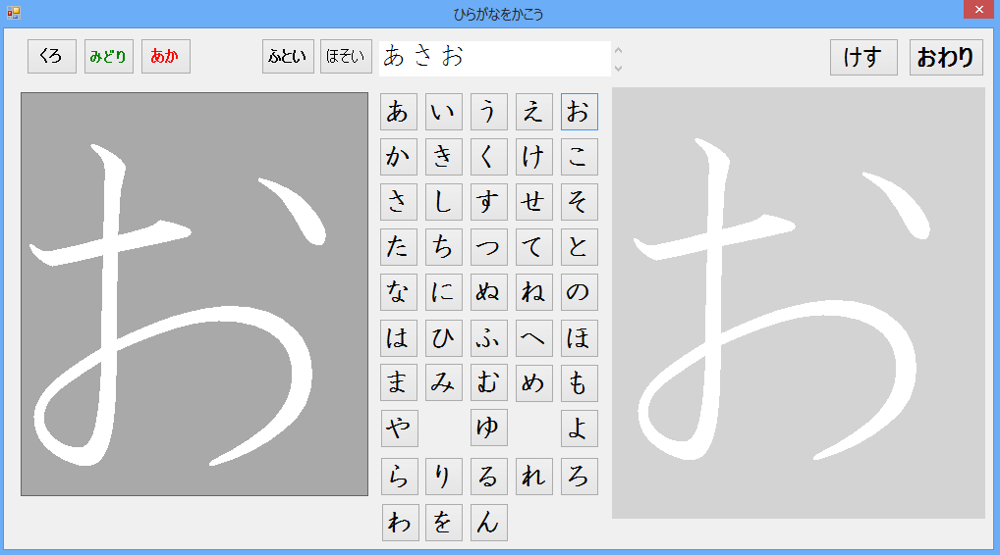 ひらがなをかこう
くろ みどり あか ふとい ほそい あ さ お けす おわり
お
あ い う え お
か き く け こ
さ し す せ そ
た ち つ て と
な に ぬ ね の
は ひ ふ へ ほ
ま み む め も
や ゆ よ
ら り る れ ろ
わ を ん
お